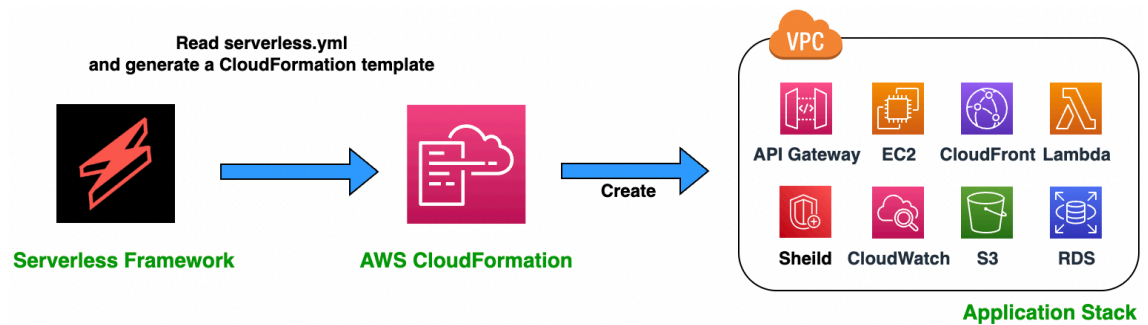 Read serverless.yml
and generate a CloudFormation template
VPC
API Gateway EC2 CloudFront Lambda
Create
Sheild CloudWatch S3 RDS
Serverless Framework
AWS CloudFormation
Application Stack